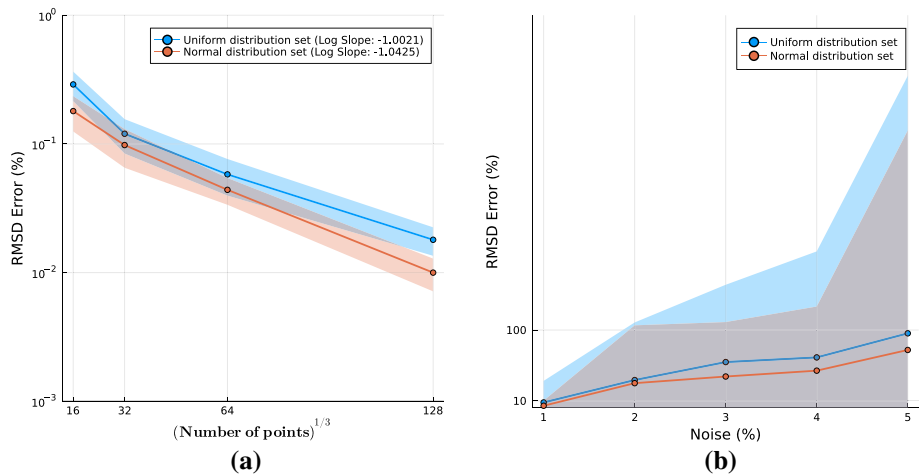 10^0
10^-1
10^-2
10^-3
RMSD Error (%)
Uniform distribution set (Log Slope: -1.0021)
Normal distribution set (Log Slope: -1.0425)
16 32 64 128
(Number of points)^1/3
(a)
RMSD Error (%)
100
10
Uniform distribution set
Normal distribution set
1 2 3 4 5
Noise (%)
(b)